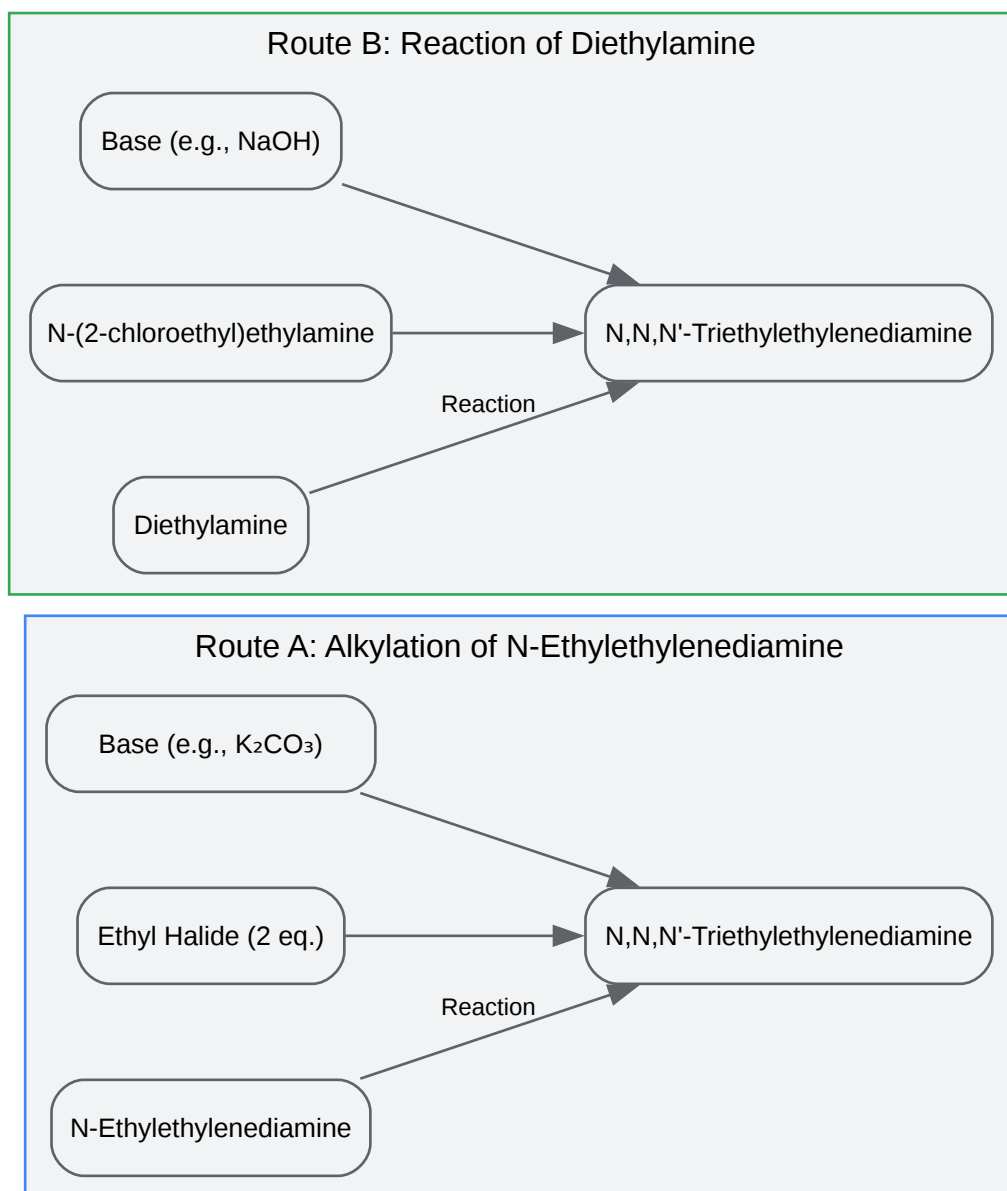 Route B: Reaction of Diethylamine
Base (e.g., NaOH)
N-(2-chloroethyl)ethylamine
N,N,N'-Triethylethylenediamine
Reaction
Diethylamine
Route A: Alkylation of N-Ethylethylenediamine
Base (e.g., K₂CO₃)
Ethyl Halide (2 eq.)
N,N,N'-Triethylethylenediamine
Reaction
N-Ethylethylenediamine